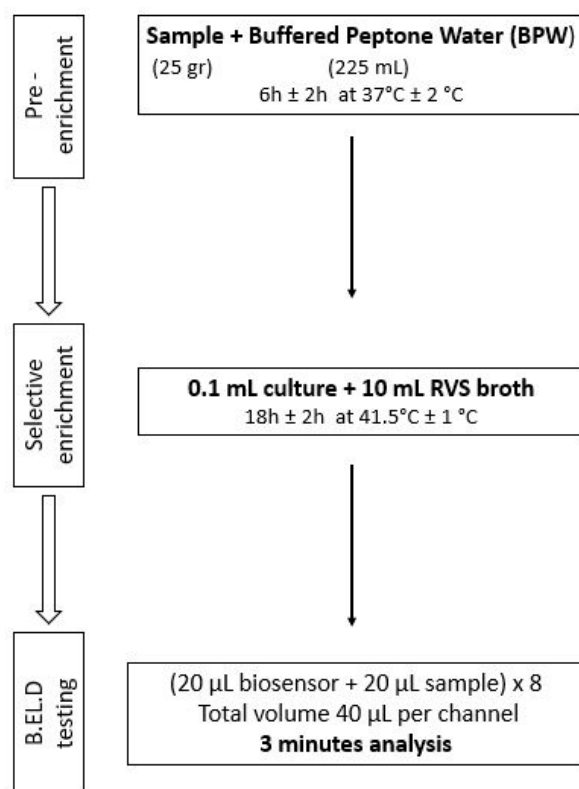 Pre -
enrichment
Sample + Buffered Peptone Water (BPW)
(25 gr) (225 mL)
6h ± 2h at 37°C ± 2 °C
Selective
enrichment
0.1 mL culture + 10 mL RVS broth
18h ± 2h at 41.5°C ± 1 °C
B.EL.D
testing
(20 μL biosensor + 20 μL sample) x 8
Total volume 40 μL per channel
3 minutes analysis